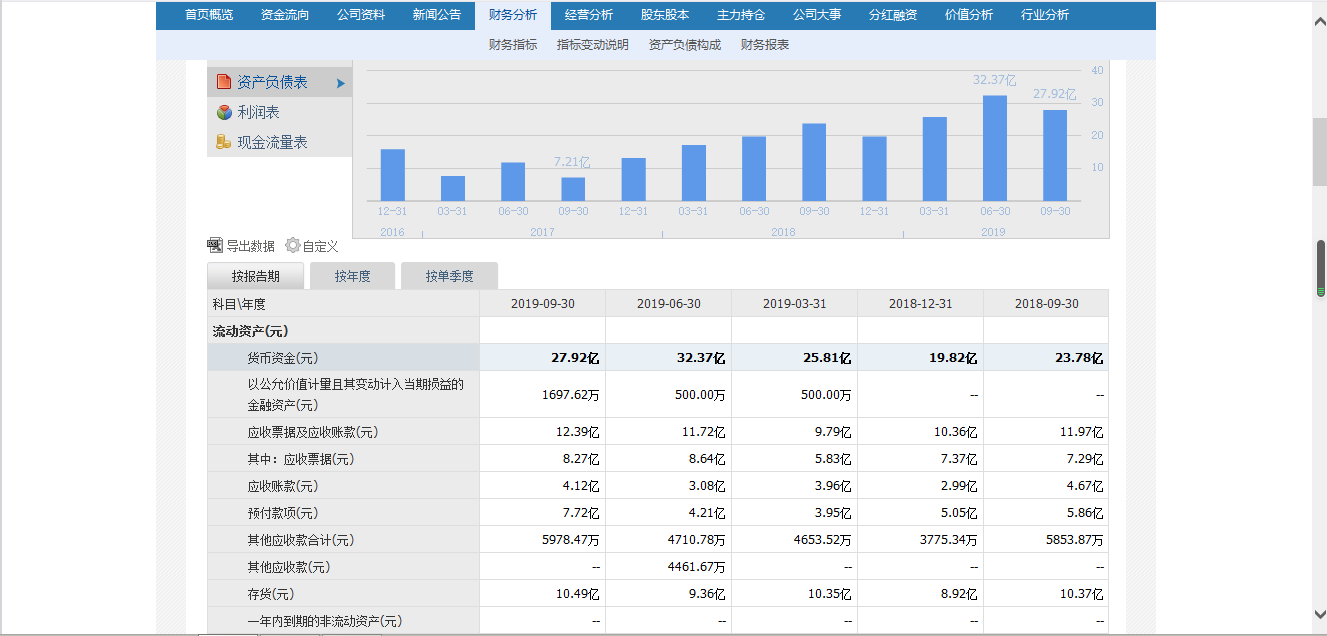 首页概览 资金流向 公司资料 新闻公告 财务分析 经营分析 股东股本 主力持仓 公司大事 分红融资 价值分析 行业分析
财务指标 指标变动说明 资产负债构成 财务报表
资产负债表
利润表
现金流量表
40
32.37亿
27.92亿
30
20
7.21亿
10
12-31 03-31 06-30 09-30 12-31 03-31 06-30 09-30 12-31 03-31 06-30 09-30
2016 2017 2018 2019
导出数据 自定义
按报告期 按年度 按单季度
科目\年度 2019-09-30 2019-06-30 2019-03-31 2018-12-31 2018-09-30
流动资产(元)
货币资金(元) 27.92亿 32.37亿 25.81亿 19.82亿 23.78亿
以公允价值计量且其变动计入当期损益的
金融资产(元) 1697.62万 500.00万 500.00万 -- --
应收票据及应收账款(元) 12.39亿 11.72亿 9.79亿 10.36亿 11.97亿
其中：应收票据(元) 8.27亿 8.64亿 5.83亿 7.37亿 7.29亿
应收账款(元) 4.12亿 3.08亿 3.96亿 2.99亿 4.67亿
预付款项(元) 7.72亿 4.21亿 3.95亿 5.05亿 5.86亿
其他应收款合计(元) 5978.47万 4710.78万 4653.52万 3775.34万 5853.87万
其他应收款(元) -- 4461.67万 -- -- --
存货(元) 10.49亿 9.36亿 10.35亿 8.92亿 10.37亿
一年内到期的非流动资产(元) -- -- -- -- --